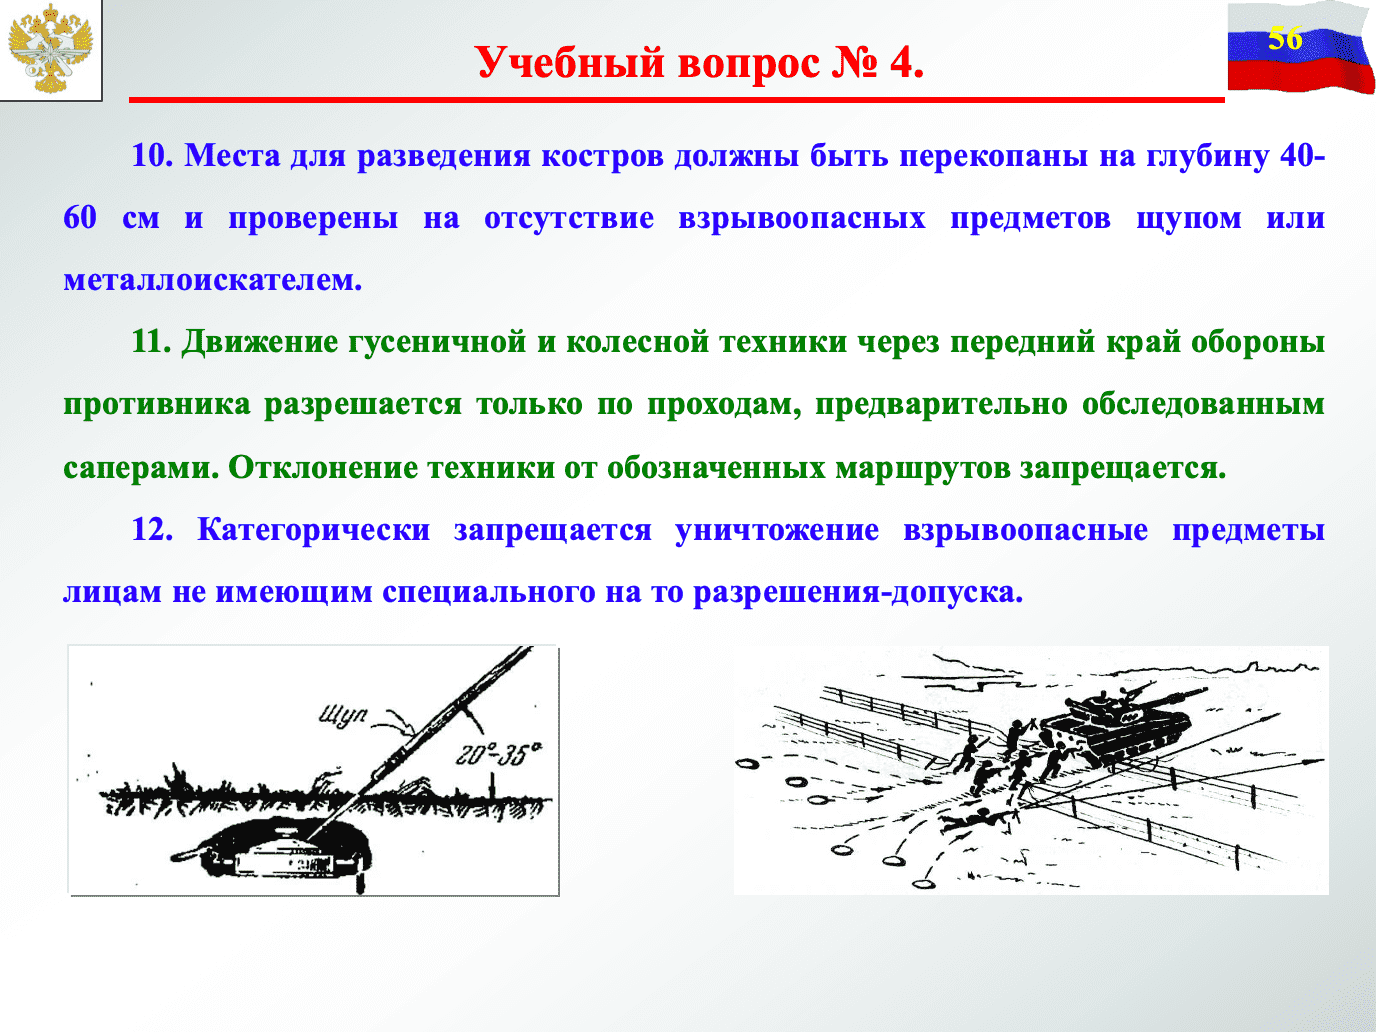 56
Учебный вопрос № 4.
10. Места для разведения костров должны быть перекопаны на глубину 40-
60 см и проверены на отсутствие взрывоопасных предметов щупом или
металлоискателем.
11. Движение гусеничной и колесной техники через передний край обороны
противника разрешается только по проходам, предварительно обследованным
саперами. Отклонение техники от обозначенных маршрутов запрещается.
12. Категорически запрещается уничтожение взрывоопасные предметы
лицам не имеющим специального на то разрешения-допуска.
Щуп
20°-35°